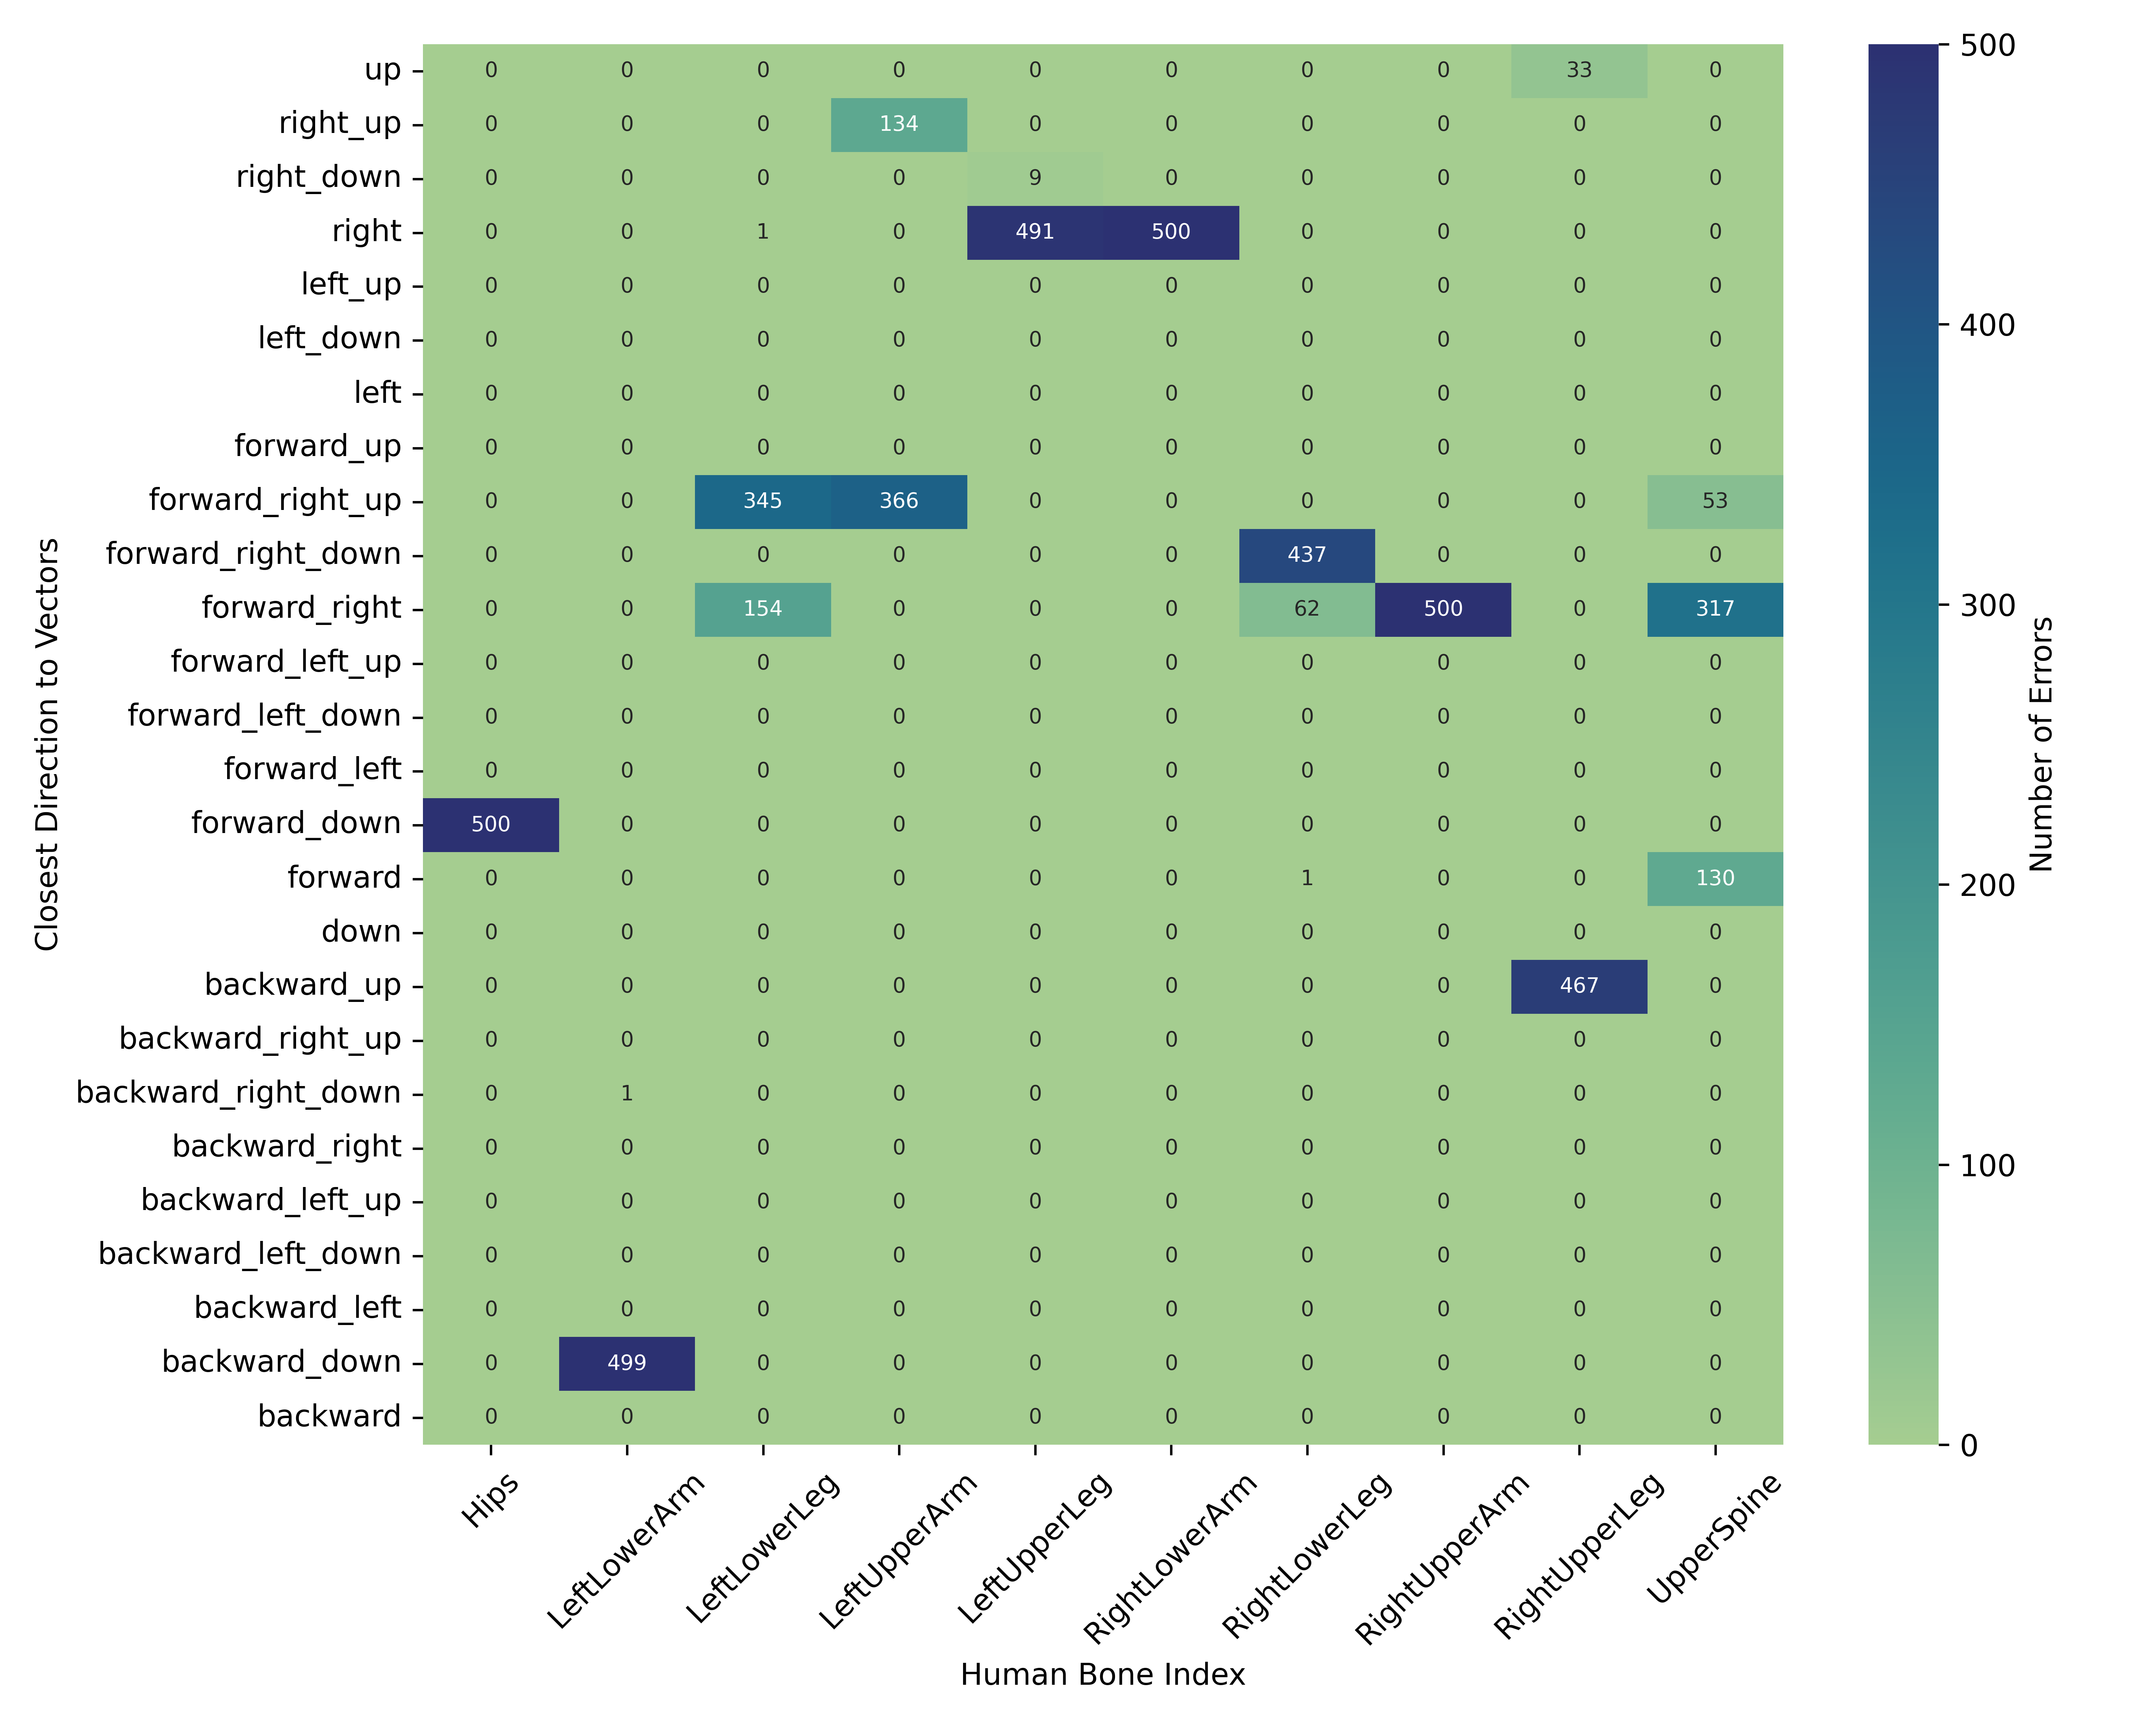 up 0 0 0 0 0 0 0 0 33 0
right_up 0 0 0 134 0 0 0 0 0 0
right_down 0 0 0 0 9 0 0 0 0 0
right 0 0 1 0 491 500 0 0 0 0
left_up 0 0 0 0 0 0 0 0 0 0
left_down 0 0 0 0 0 0 0 0 0 0
left 0 0 0 0 0 0 0 0 0 0
forward_up 0 0 0 0 0 0 0 0 0 0
forward_right_up 0 0 345 366 0 0 0 0 0 53
forward_right_down 0 0 0 0 0 0 437 0 0 0
forward_right 0 0 154 0 0 0 62 500 0 317
forward_left_up 0 0 0 0 0 0 0 0 0 0
forward_left_down 0 0 0 0 0 0 0 0 0 0
forward_left 0 0 0 0 0 0 0 0 0 0
forward_down 500 0 0 0 0 0 0 0 0 0
forward 0 0 0 0 0 0 1 0 0 130
down 0 0 0 0 0 0 0 0 0 0
backward_up 0 0 0 0 0 0 0 0 467 0
backward_right_up 0 0 0 0 0 0 0 0 0 0
backward_right_down 0 1 0 0 0 0 0 0 0 0
backward_right 0 0 0 0 0 0 0 0 0 0
backward_left_up 0 0 0 0 0 0 0 0 0 0
backward_left_down 0 0 0 0 0 0 0 0 0 0
backward_left 0 0 0 0 0 0 0 0 0 0
backward_down 0 499 0 0 0 0 0 0 0 0
backward 0 0 0 0 0 0 0 0 0 0
Closest Direction to Vectors
Hips
LeftLowerArm
LeftLowerLeg
LeftUpperArm
LeftUpperLeg
RightLowerArm
RightLowerLeg
RightUpperArm
RightUpperLeg
UpperSpine
Human Bone Index
500
400
300
200
100
0
Number of Errors